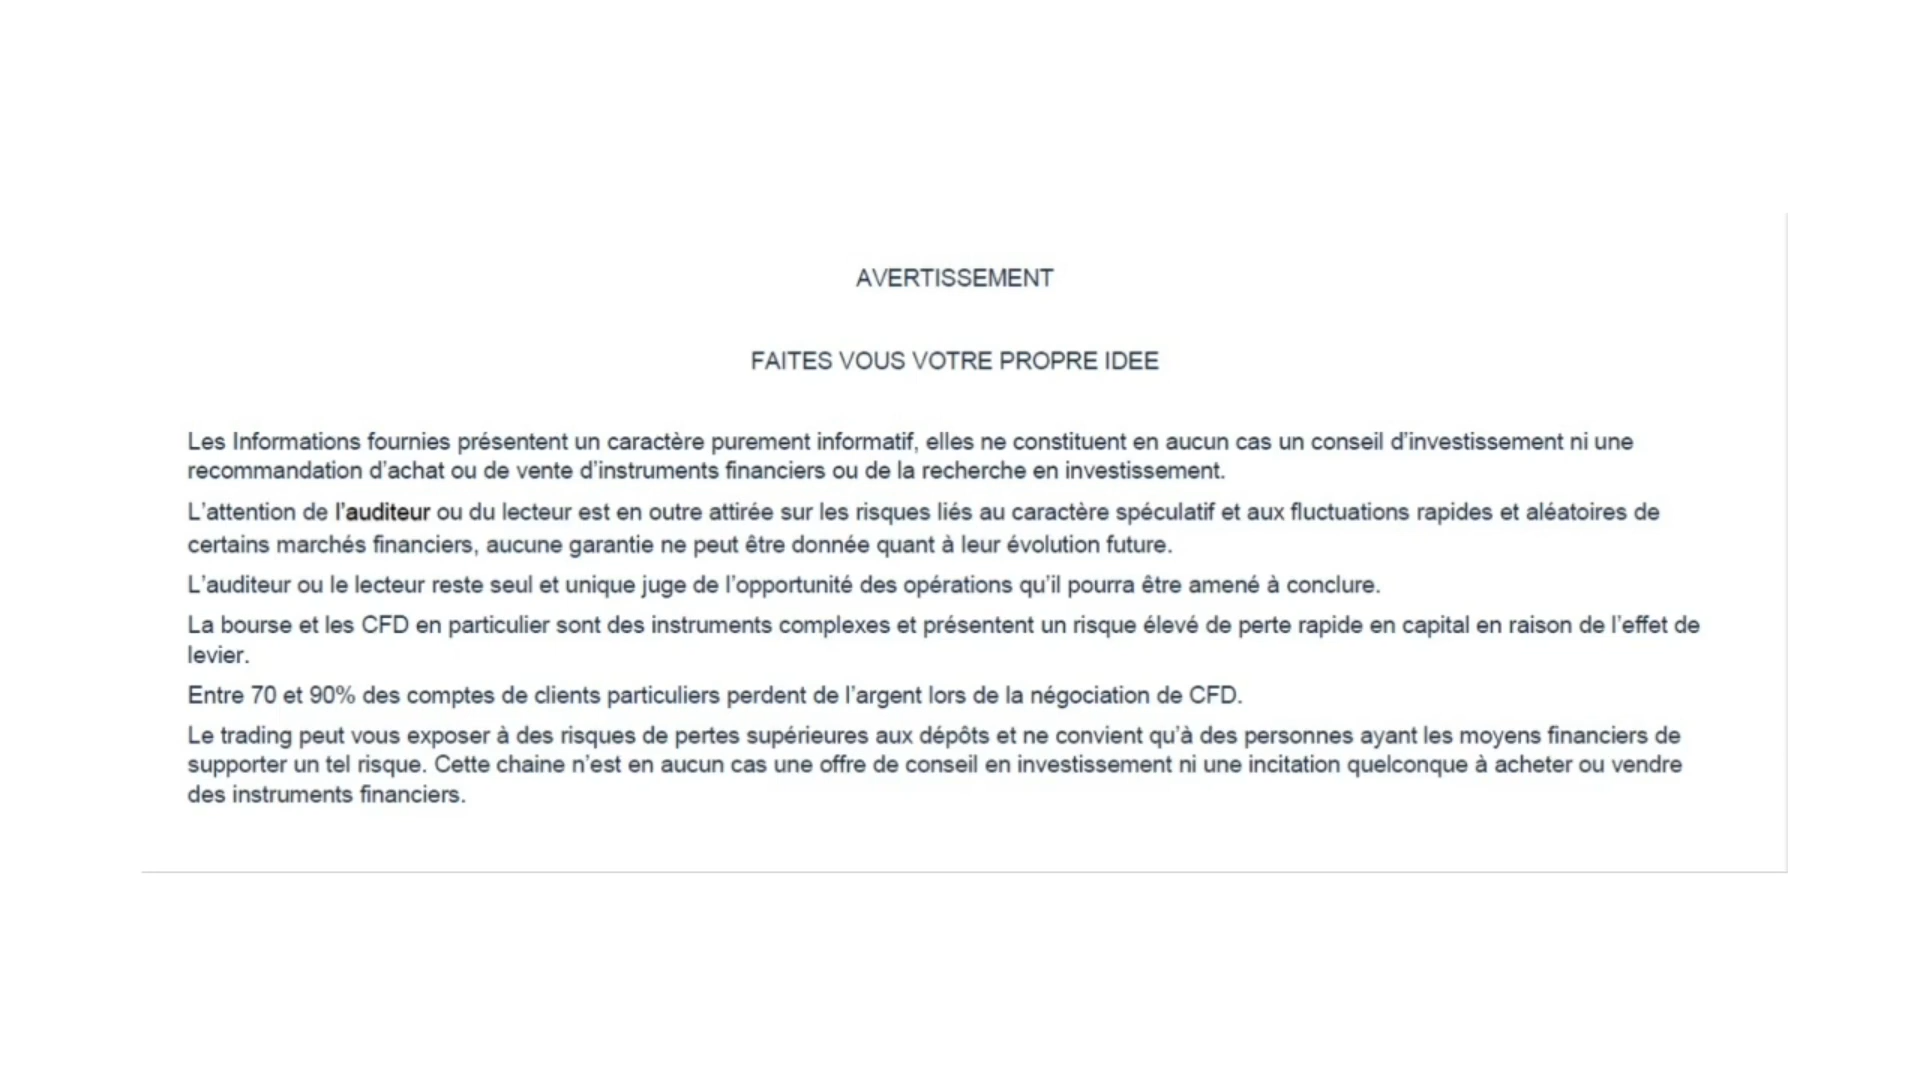 AVERTISSEMENT
FAITES VOUS VOTRE PROPRE IDEE
Les Informations fournies présentent un caractère purement informatif, elles ne constituent en aucun cas un conseil d’investissement ni une
recommandation d’achat ou de vente d’instruments financiers ou de la recherche en investissement.
L’attention de l’auditeur ou du lecteur est en outre attirée sur les risques liés au caractère spéculatif et aux fluctuations rapides et aléatoires de
certains marchés financiers, aucune garantie ne peut être donnée quant à leur évolution future.
L’auditeur ou le lecteur reste seul et unique juge de l’opportunité des opérations qu’il pourra être amené à conclure.
La bourse et les CFD en particulier sont des instruments complexes et présentent un risque élevé de perte rapide en capital en raison de l’effet de
levier.
Entre 70 et 90% des comptes de clients particuliers perdent de l’argent lors de la négociation de CFD.
Le trading peut vous exposer à des risques de pertes supérieures aux dépôts et ne convient qu’à des personnes ayant les moyens financiers de
supporter un tel risque. Cette chaine n’est en aucun cas une offre de conseil en investissement ni une incitation quelconque à acheter ou vendre
des instruments financiers.